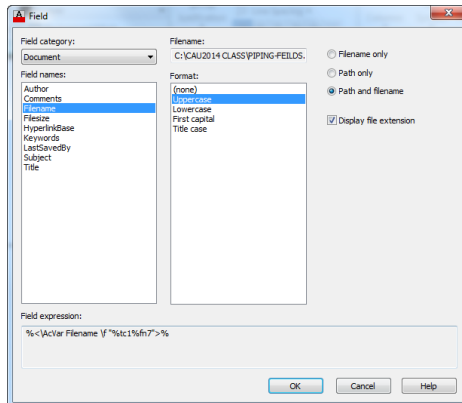 Field
Field category:
Document
Field names:
Author
Comments
Filename
Filesize
HyperlinkBase
Keywords
LastSavedBy
Subject
Title
Filename:
C:\CAU2014 CLASS\PIPING-FEILDS.
Format:
(none)
Uppercase
Lowercase
First capital
Title case
Filename only
Path only
Path and filename
Display file extension
Field expression:
%<\AcVar Filename \f "%tc1%fn7">%
OK
Cancel
Help